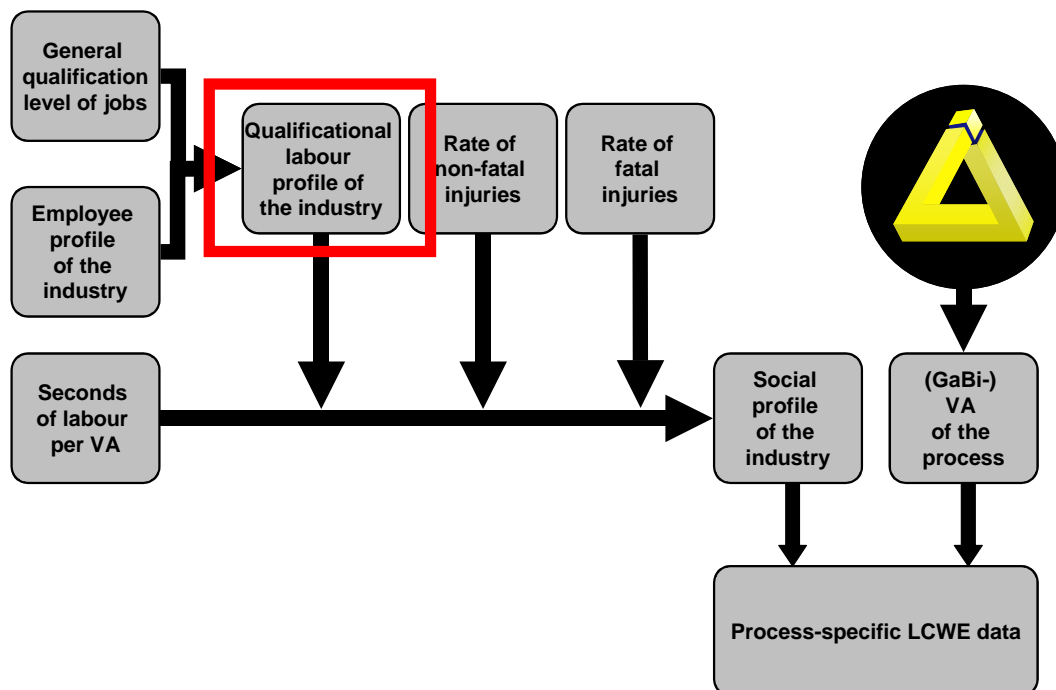 General
qualification
level of jobs
Qualificational
labour
profile of
the industry
Rate of
non-fatal
injuries
Rate of
fatal
injuries
Employee
profile
of the
industry
Seconds
of labour
per VA
Social
profile
of the
industry
(GaBi-)
VA
of the
process
Process-specific LCWE data